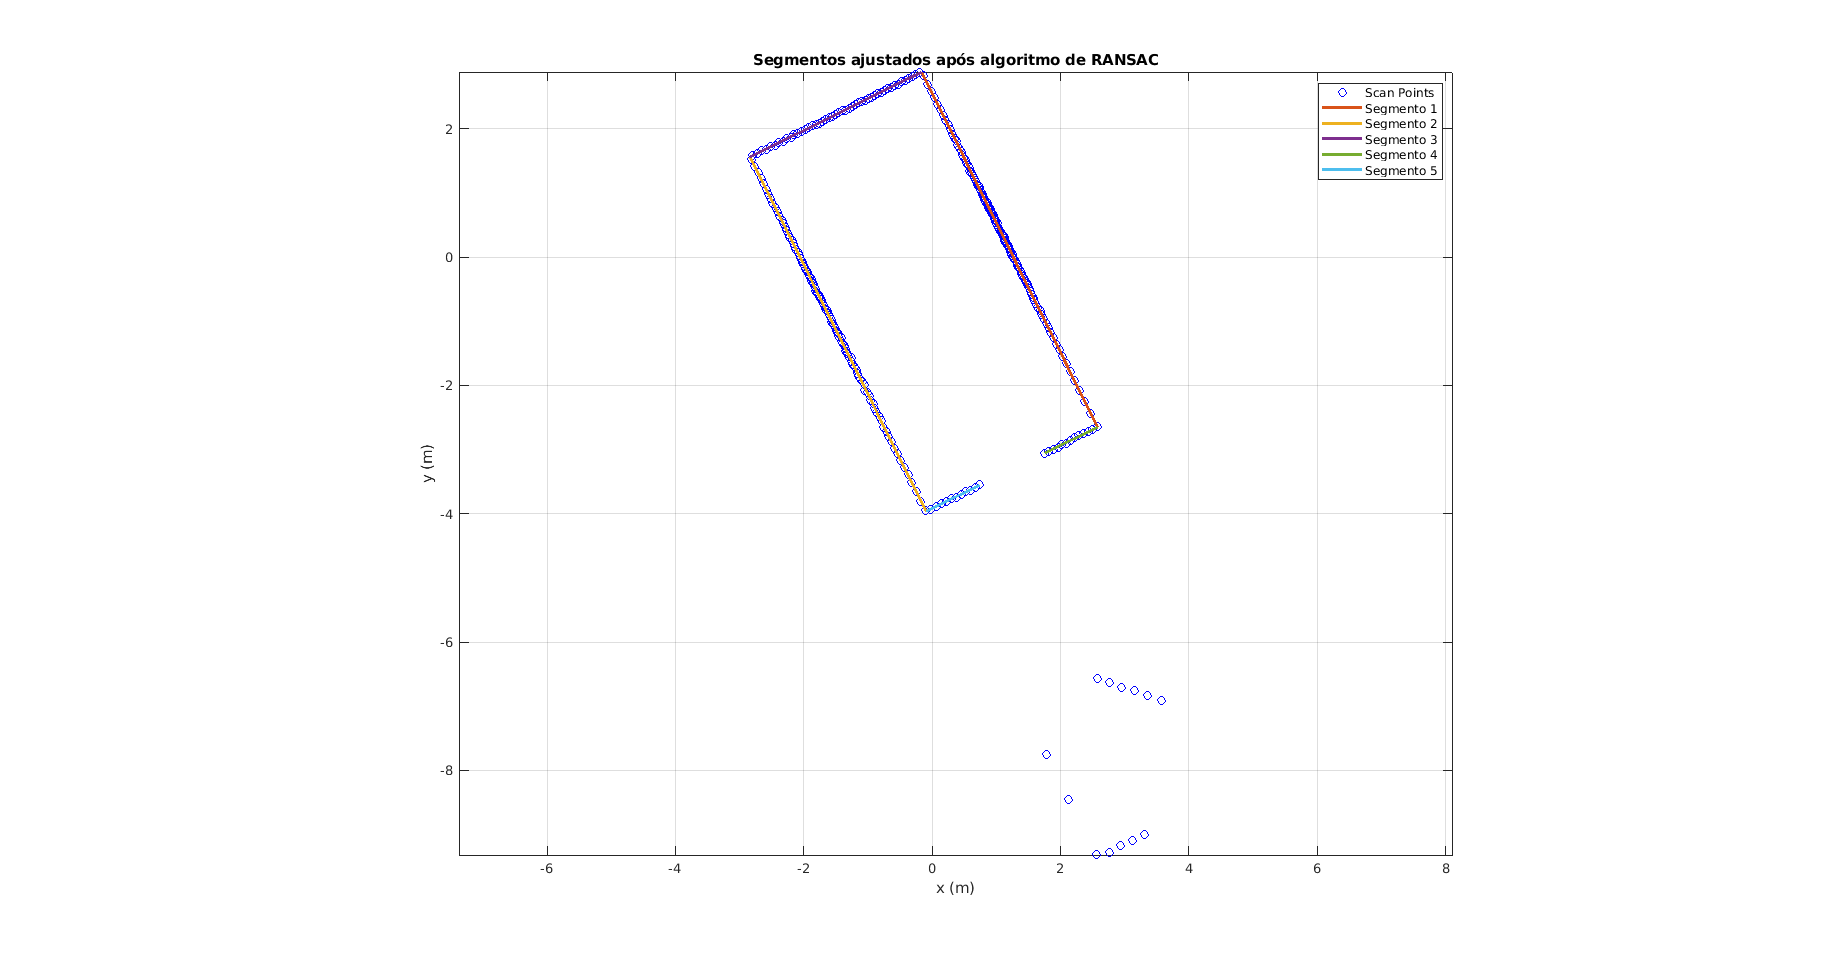 Segmentos ajustados após algoritmo de RANSAC
Scan Points
Segmento 1
Segmento 2
Segmento 3
Segmento 4
Segmento 5
2
0
-2
-4
-6
-8
y (m)
-6 -4 -2 0 2 4 6 8
x (m)